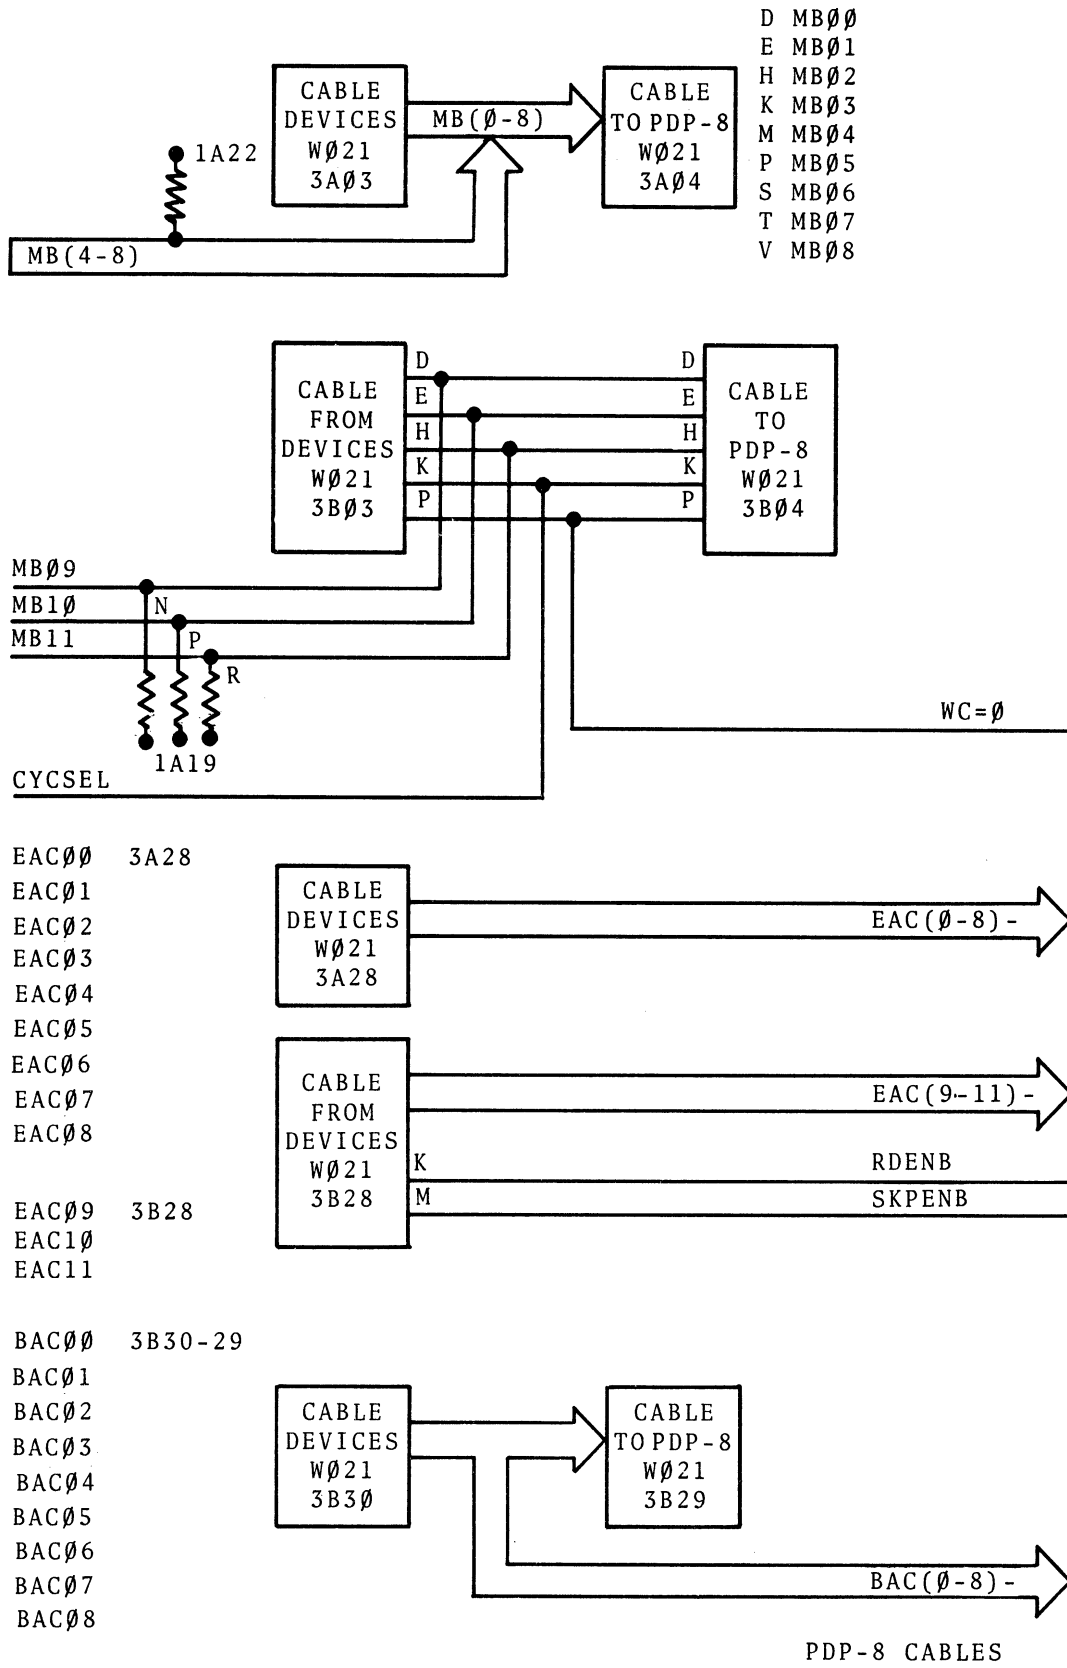 D MBØØ
E MBØ1
H MBØ2
K MBØ3
M MBØ4
P MBØ5
S MBØ6
T MBØ7
V MBØ8
CABLE
DEVICES
WØ21
3AØ3
MB(Ø-8)
CABLE
TO PDP-8
WØ21
3AØ4
1A22
MB(4-8)
CABLE
FROM
DEVICES
WØ21
3BØ3
D
E
H
K
P
D
E
H
K
P
CABLE
TO
PDP-8
WØ21
3BØ4
MBØ9
MB1Ø
MB11
N
P
R
1A19
WC=Ø
CYCSEL
EACØØ 3A28
EACØ1
EACØ2
EACØ3
EACØ4
EACØ5
EACØ6
EACØ7
EACØ8
CABLE
DEVICES
WØ21
3A28
EAC(Ø-8)-
CABLE
FROM
DEVICES
WØ21
3B28
EAC(9-11)-
K
RDENB
M
SKPENB
EACØ9 3B28
EAC1Ø
EAC11
BACØØ 3B30-29
BACØ1
BACØ2
BACØ3
BACØ4
BACØ5
BACØ6
BACØ7
BACØ8
CABLE
DEVICES
WØ21
3B3Ø
CABLE
TO PDP-8
WØ21
3B29
BAC(Ø-8)-
PDP-8 CABLES